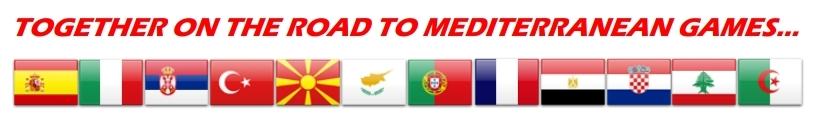 TOGETHER ON THE ROAD TO MEDITERRANEAN GAMES...